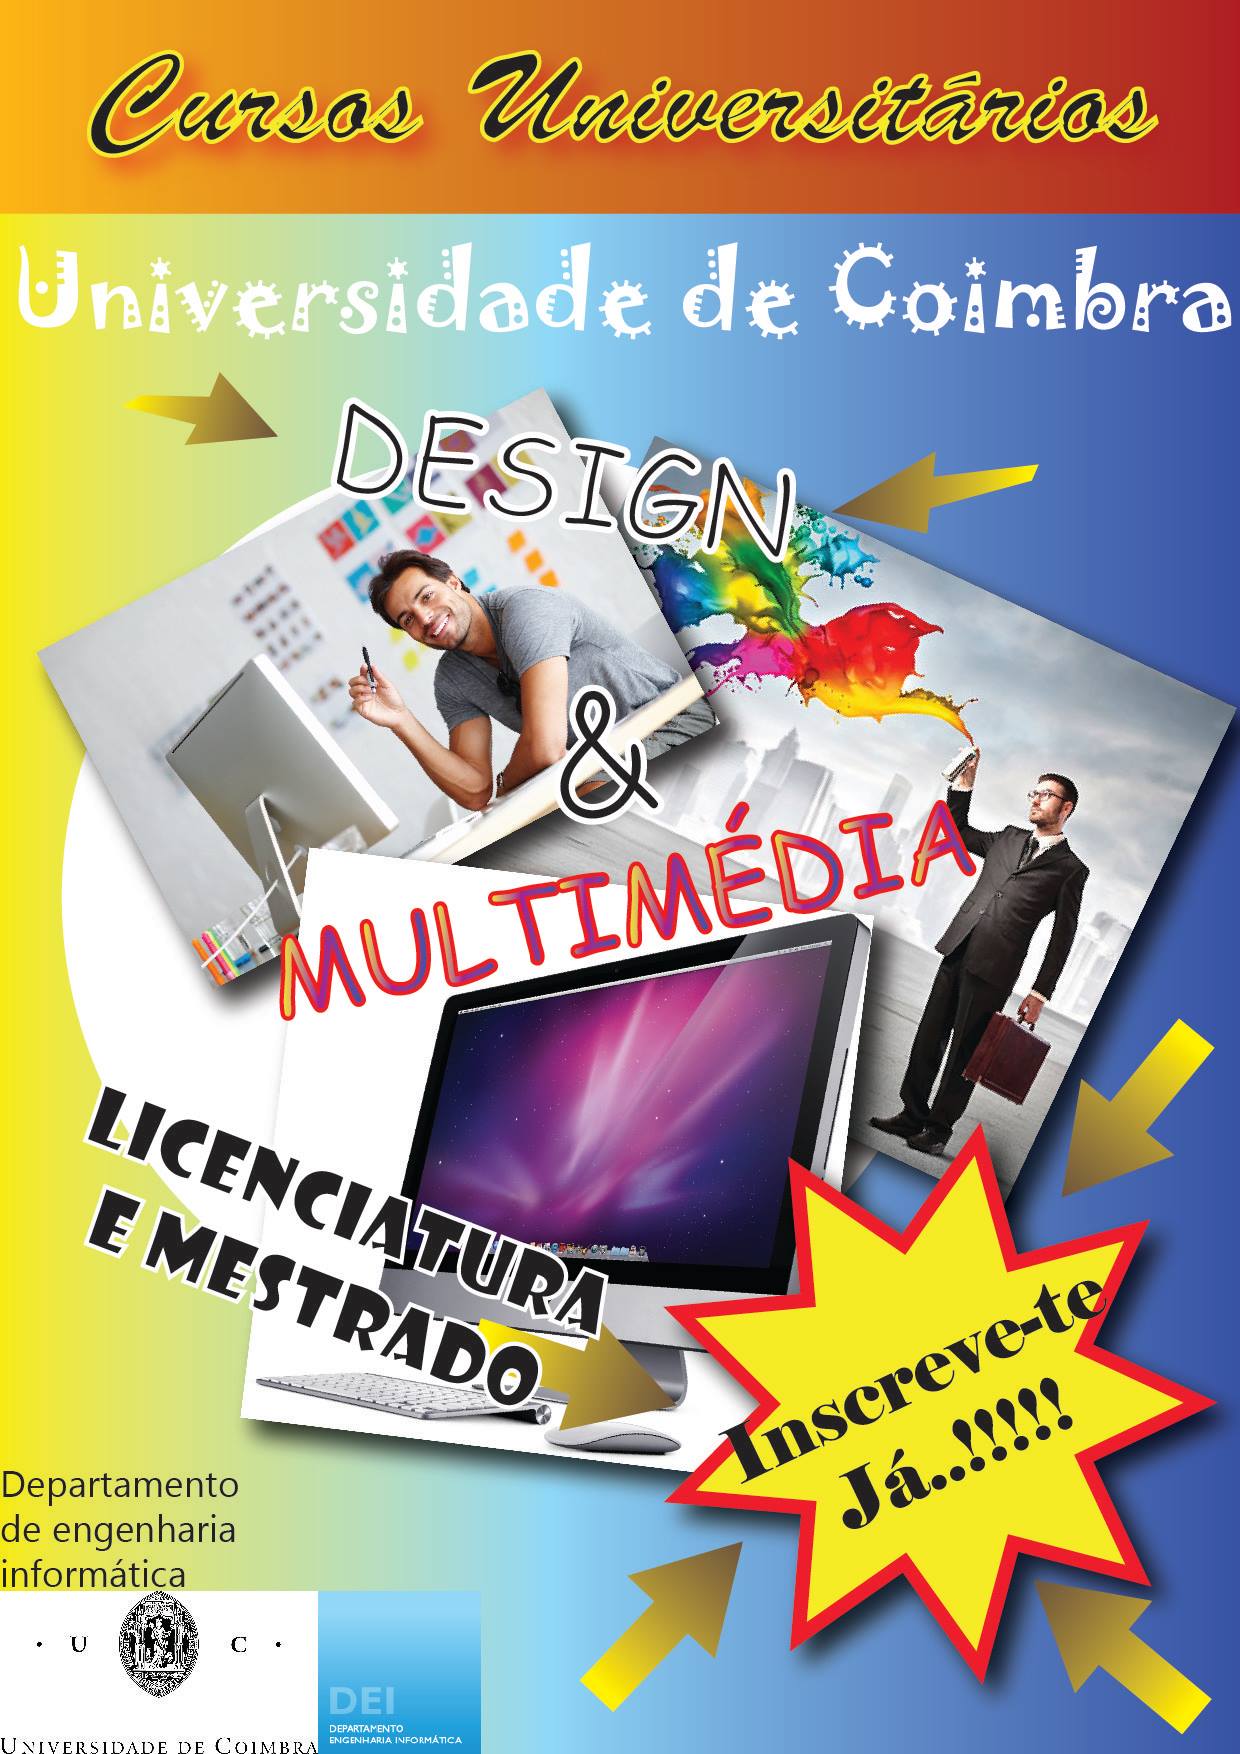 Cursos Universitários
Universidade de Coimbra
DESIGN
&
MULTIMÉDIA
LICENCIATURA
E MESTRADO
Inscreve-te
Já..!!!!!
Departamento
de engenharia
informática
· U C ·
UNIVERSIDADE DE COIMBRA
DEI
DEPARTAMENTO
ENGENHARIA INFORMÁTICA